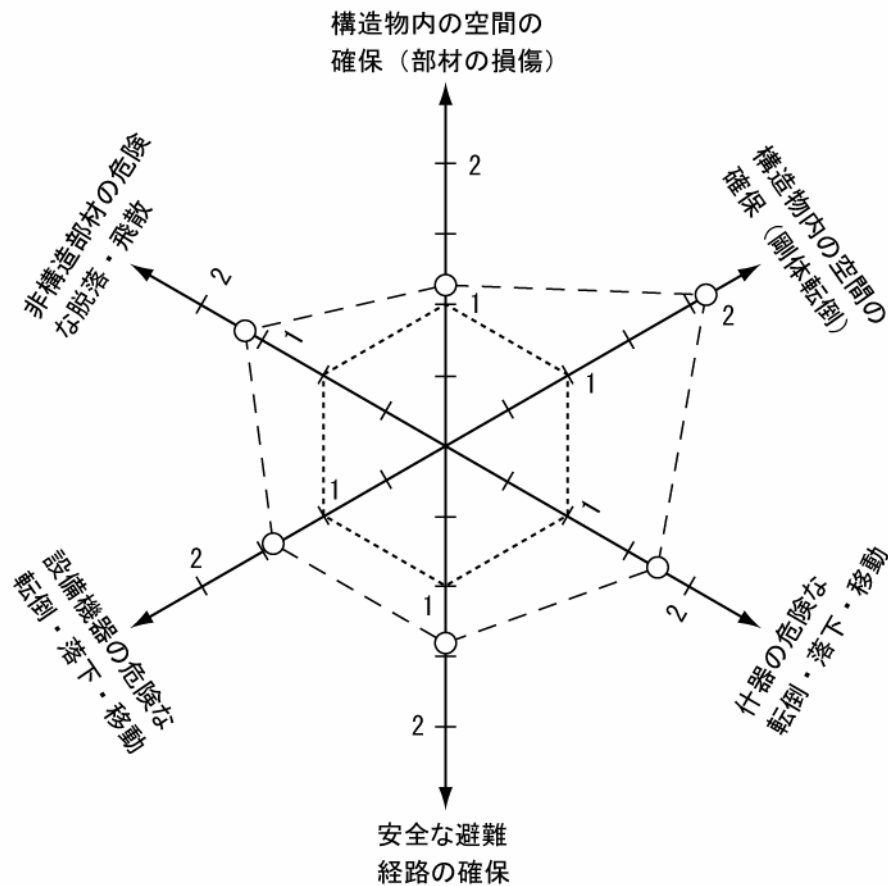 構造物内の空間の
確保（部材の損傷）
2
1
構造物内の空間の
確保（剛体転倒）
2
1
非構造部材の危険
な脱落・飛散
2
1
設備機器の危険な
転倒・落下・移動
2
1
什器の危険な
転倒・落下・移動
2
1
1
2
安全な避難
経路の確保